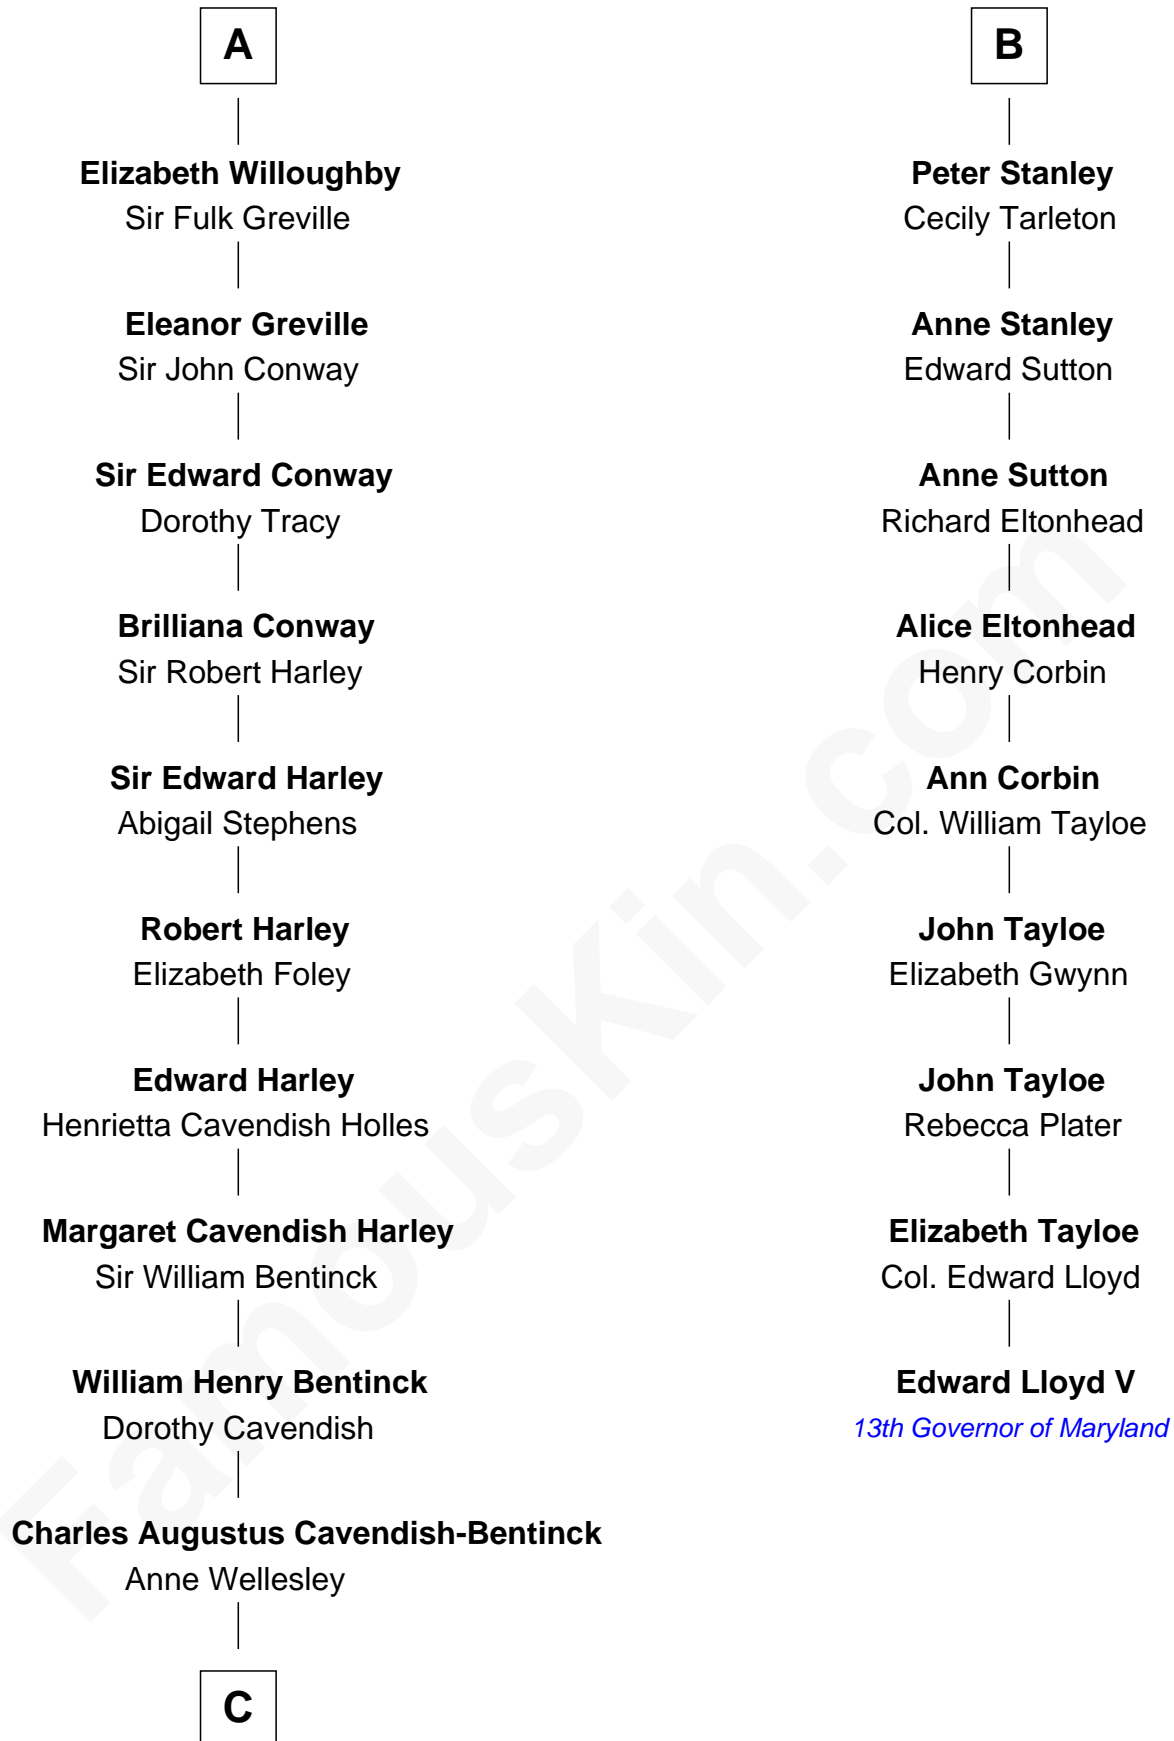 A
Elizabeth Willoughby
Sir Fulk Greville
Eleanor Greville
Sir John Conway
Sir Edward Conway
Dorothy Tracy
Brilliana Conway
Sir Robert Harley
Sir Edward Harley
Abigail Stephens
Robert Harley
Elizabeth Foley
Edward Harley
Henrietta Cavendish Holles
Margaret Cavendish Harley
Sir William Bentinck
William Henry Bentinck
Dorothy Cavendish
Charles Augustus Cavendish-Bentinck
Anne Wellesley
C
B
Peter Stanley
Cecily Tarleton
Anne Stanley
Edward Sutton
Anne Sutton
Richard Eltonhead
Alice Eltonhead
Henry Corbin
Ann Corbin
Col. William Tayloe
John Tayloe
Elizabeth Gwynn
John Tayloe
Rebecca Plater
Elizabeth Tayloe
Col. Edward Lloyd
Edward Lloyd V
13th Governor of Maryland
FamousKin.com